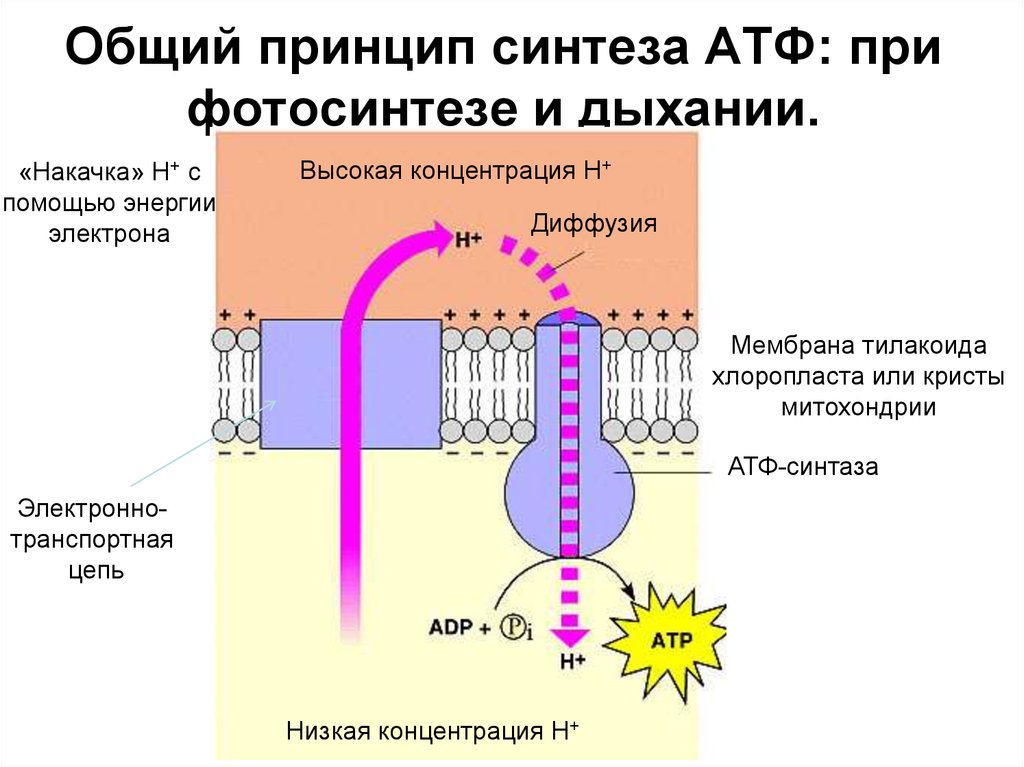 Общий принцип синтеза АТФ: при
фотосинтезе и дыхании.
«Накачка» H⁺ с
помощью энергии
электрона
Высокая концентрация H⁺
Диффузия
H+
+ + + + + + + + + +
Мембрана тилакоида
хлоропласта или кристы
митохондрии
– – – – – – – –
АТФ-синтаза
Электронно-
транспортная
цепь
ADP + Ⓟi
ATP
H+
Низкая концентрация H⁺